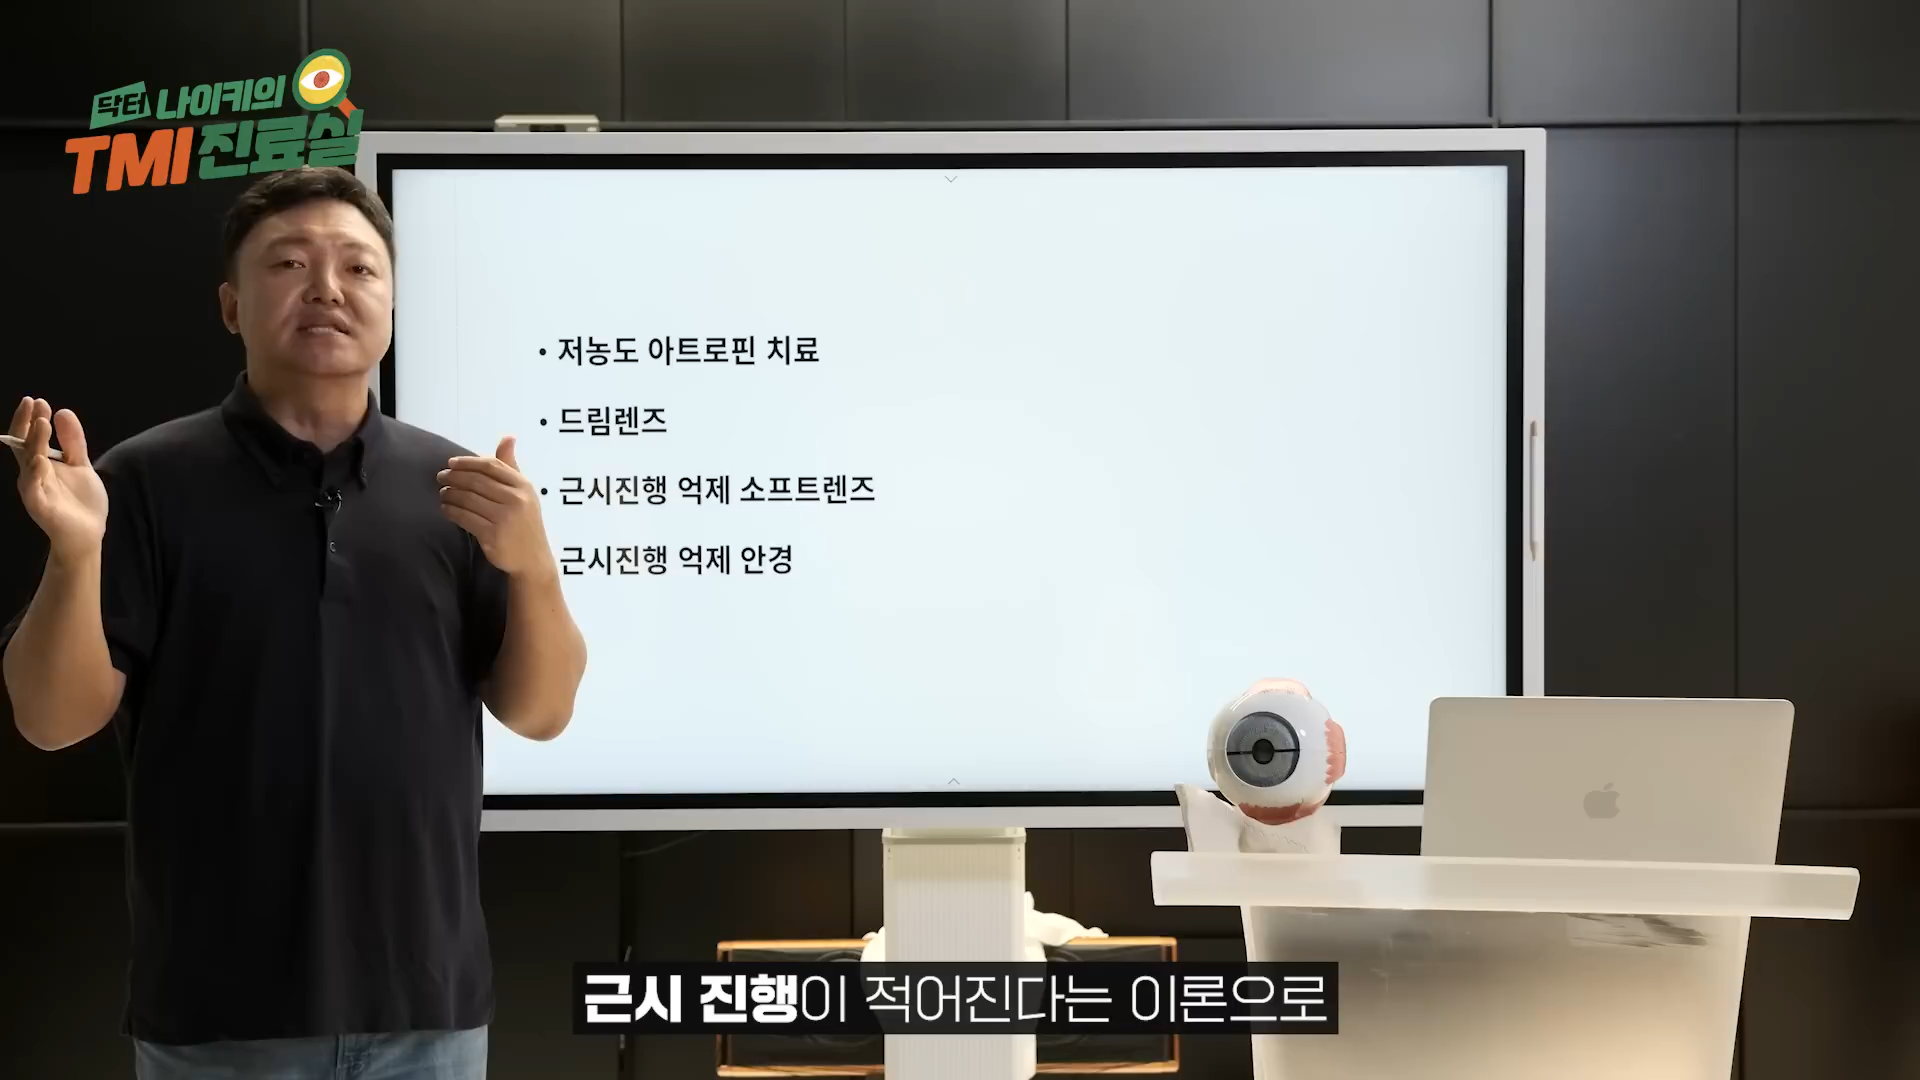 닥터 나이키의
TMI 진료실
• 저농도 아트로핀 치료
• 드림렌즈
• 근시진행 억제 소프트렌즈
근시진행 억제 안경
근시 진행이 적어진다는 이론으로